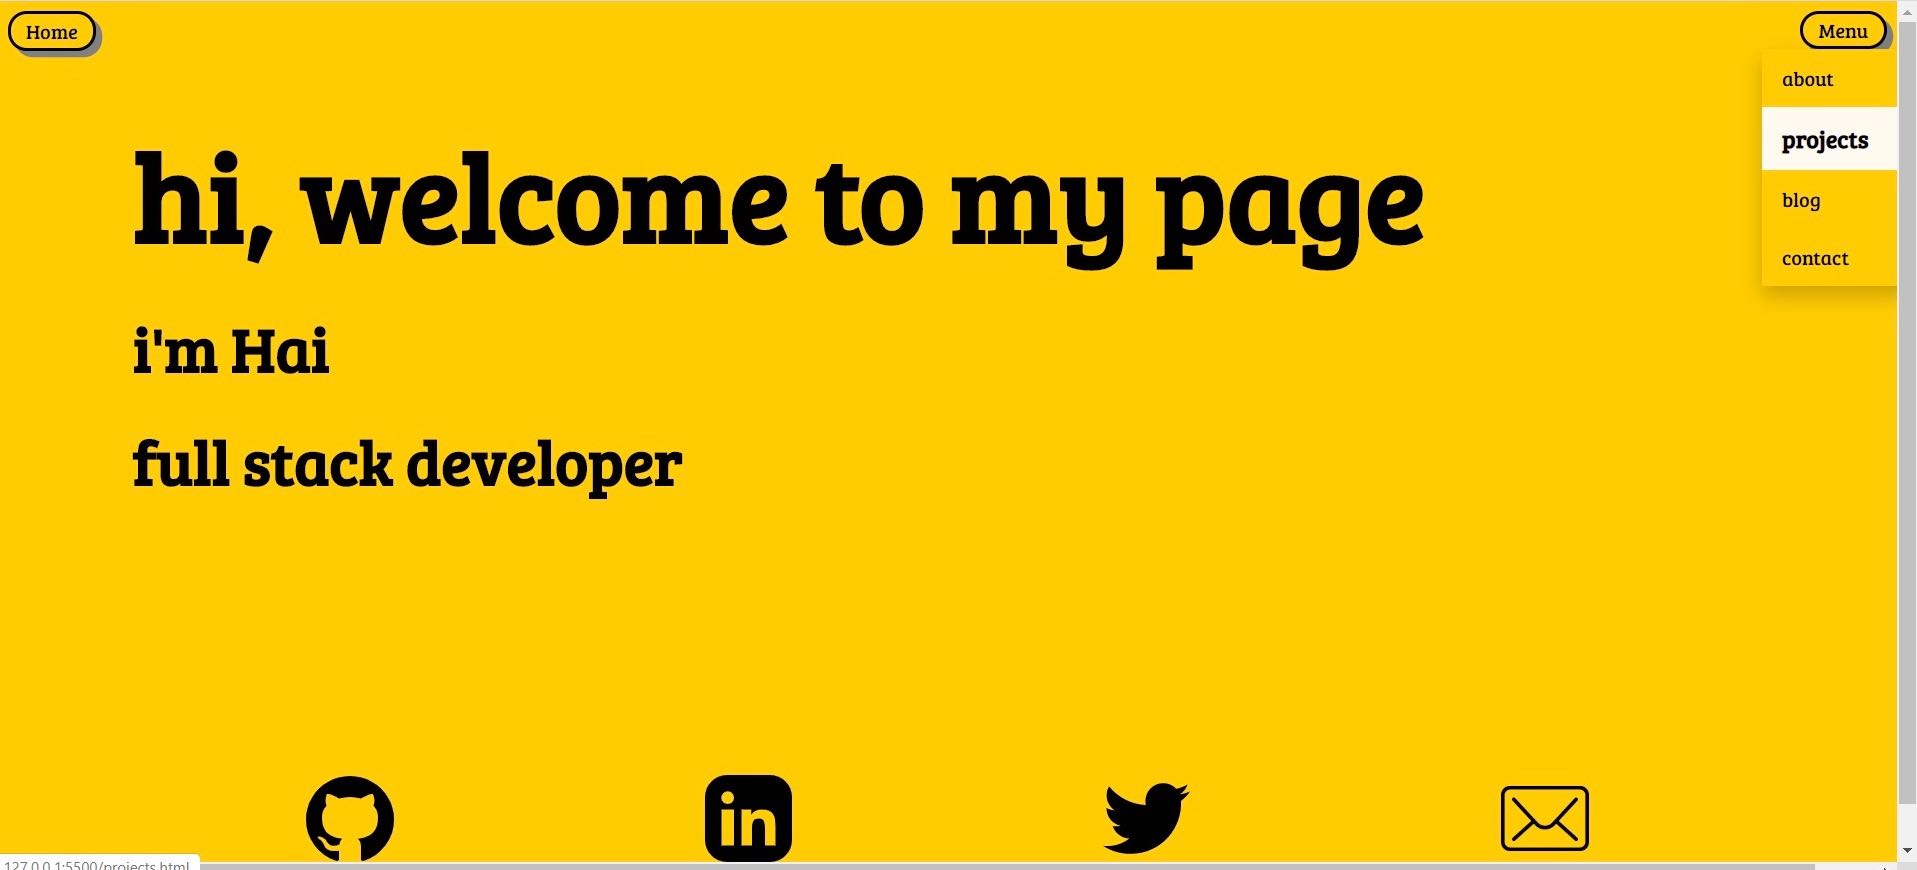 Home
Menu
about
projects
blog
contact
hi, welcome to my page
i'm Hai
full stack developer
in
127.0.0.1:5500/projects.html